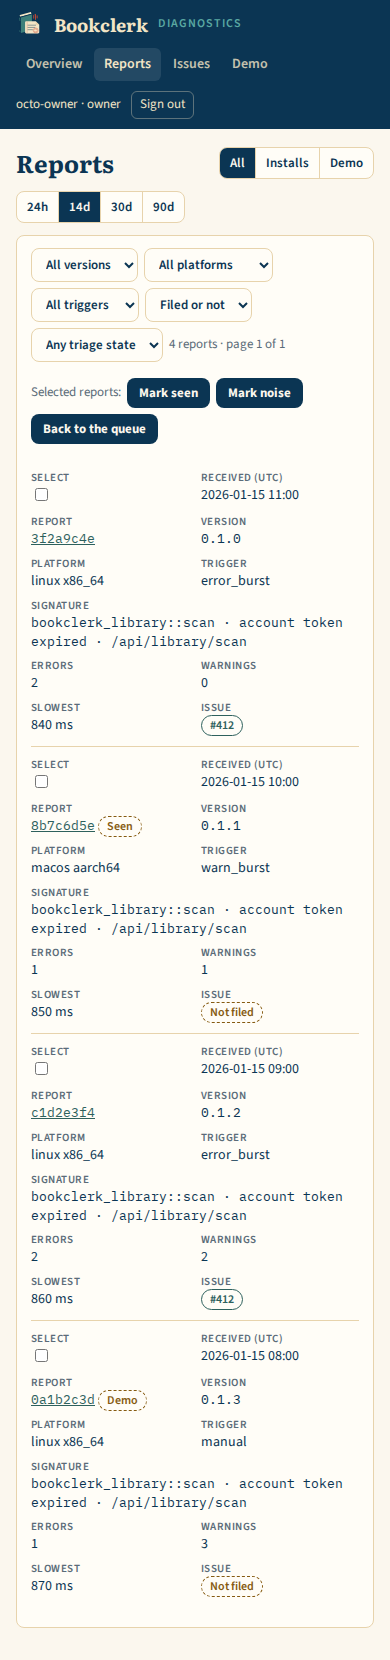 Bookclerk DIAGNOSTICS
Overview Reports Issues Demo
octo-owner · owner Sign out
Reports All Installs Demo
24h 14d 30d 90d
All versions All platforms
All triggers Filed or not
Any triage state 4 reports · page 1 of 1
Selected reports: Mark seen Mark noise
Back to the queue
SELECT RECEIVED (UTC)
2026-01-15 11:00
REPORT VERSION
3f2a9c4e 0.1.0
PLATFORM TRIGGER
linux x86_64 error_burst
SIGNATURE
bookclerk_library::scan · account token
expired · /api/library/scan
ERRORS WARNINGS
2 0
SLOWEST ISSUE
840 ms #412
SELECT RECEIVED (UTC)
2026-01-15 10:00
REPORT VERSION
8b7c6d5e Seen 0.1.1
PLATFORM TRIGGER
macos aarch64 warn_burst
SIGNATURE
bookclerk_library::scan · account token
expired · /api/library/scan
ERRORS WARNINGS
1 1
SLOWEST ISSUE
850 ms Not filed
SELECT RECEIVED (UTC)
2026-01-15 09:00
REPORT VERSION
c1d2e3f4 0.1.2
PLATFORM TRIGGER
linux x86_64 error_burst
SIGNATURE
bookclerk_library::scan · account token
expired · /api/library/scan
ERRORS WARNINGS
2 2
SLOWEST ISSUE
860 ms #412
SELECT RECEIVED (UTC)
2026-01-15 08:00
REPORT VERSION
0a1b2c3d Demo 0.1.3
PLATFORM TRIGGER
linux x86_64 manual
SIGNATURE
bookclerk_library::scan · account token
expired · /api/library/scan
ERRORS WARNINGS
1 3
SLOWEST ISSUE
870 ms Not filed